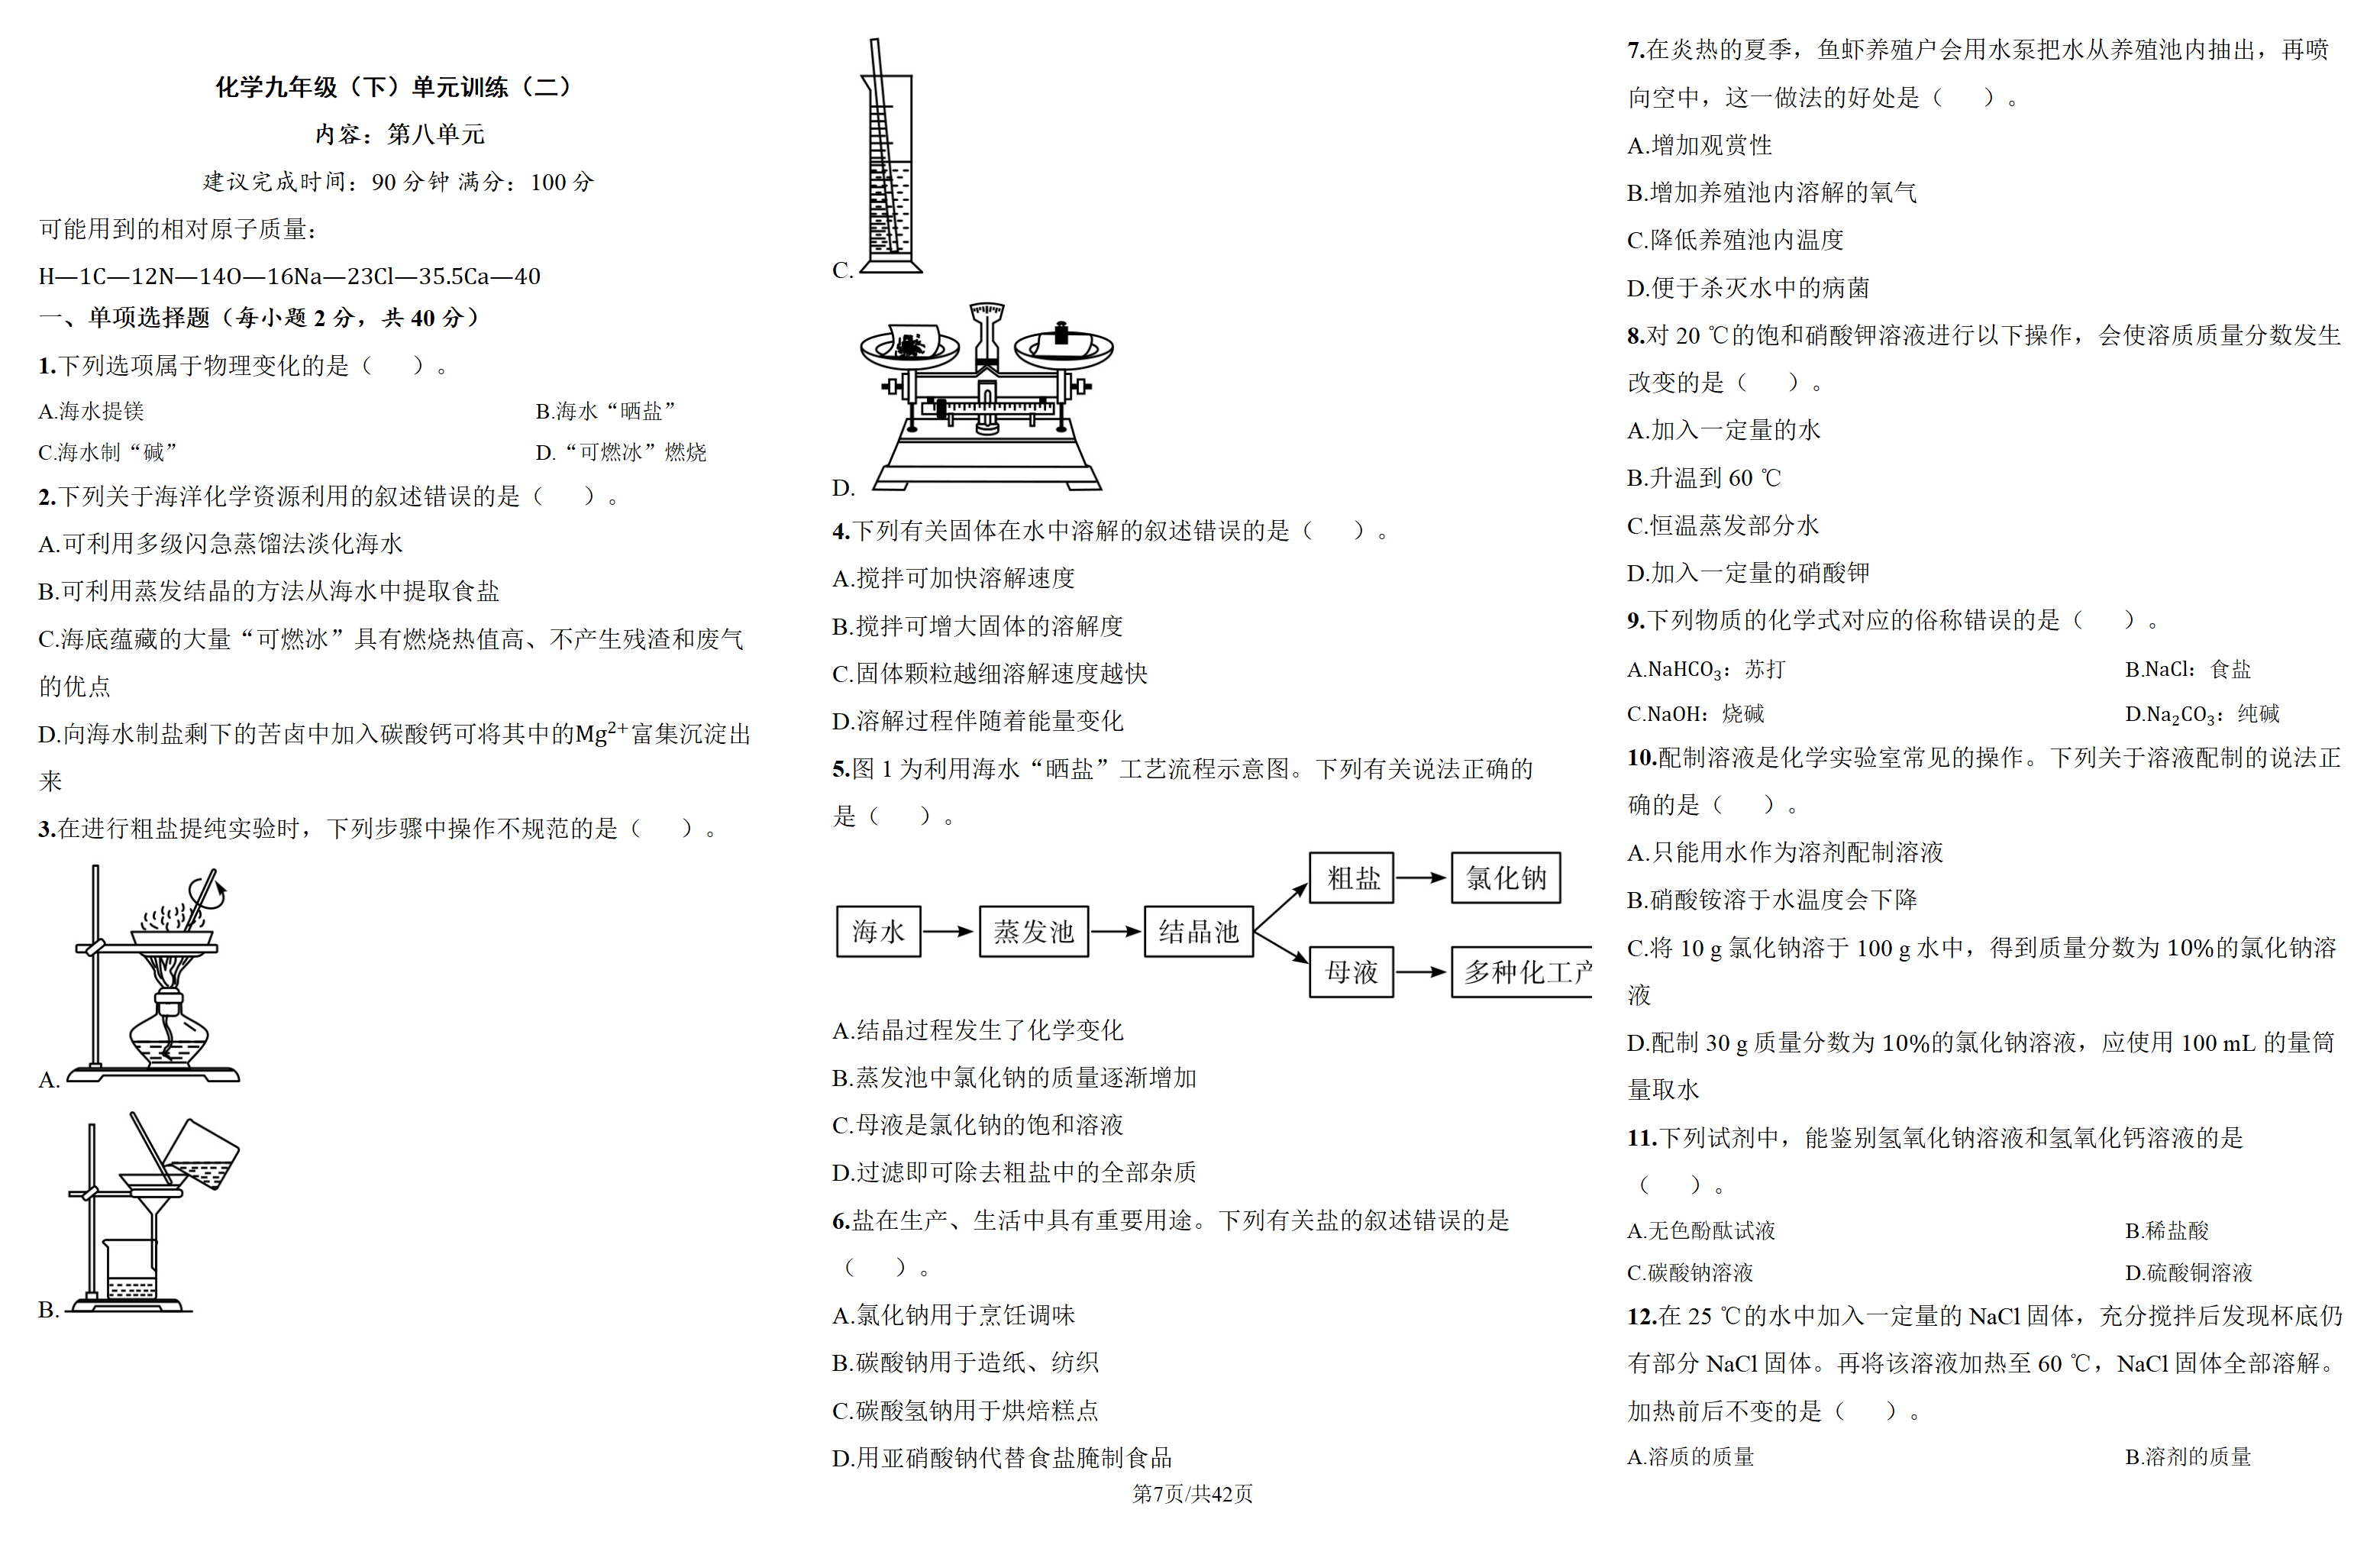 化学九年级（下）单元训练（二）
内容：第八单元
建议完成时间：90 分钟 满分：100 分
可能用到的相对原子质量：
H—1C—12N—14O—16Na—23Cl—35.5Ca—40
一、单项选择题（每小题 2 分，共 40 分）
1.下列选项属于物理变化的是（ ）。
A.海水提镁 B.海水“晒盐”
C.海水制“碱” D.“可燃冰”燃烧
2.下列关于海洋化学资源利用的叙述错误的是（ ）。
A.可利用多级闪急蒸馏法淡化海水
B.可利用蒸发结晶的方法从海水中提取食盐
C.海底蕴藏的大量“可燃冰”具有燃烧热值高、不产生残渣和废气
的优点
D.向海水制盐剩下的苦卤中加入碳酸钙可将其中的Mg²⁺富集沉淀出
来
3.在进行粗盐提纯实验时，下列步骤中操作不规范的是（ ）。
A.
B.
C.
D.
4.下列有关固体在水中溶解的叙述错误的是（ ）。
A.搅拌可加快溶解速度
B.搅拌可增大固体的溶解度
C.固体颗粒越细溶解速度越快
D.溶解过程伴随着能量变化
5.图 1 为利用海水“晒盐”工艺流程示意图。下列有关说法正确的
是（ ）。
粗盐 氯化钠
海水 蒸发池 结晶池
母液 多种化工产
A.结晶过程发生了化学变化
B.蒸发池中氯化钠的质量逐渐增加
C.母液是氯化钠的饱和溶液
D.过滤即可除去粗盐中的全部杂质
6.盐在生产、生活中具有重要用途。下列有关盐的叙述错误的是
（ ）。
A.氯化钠用于烹饪调味
B.碳酸钠用于造纸、纺织
C.碳酸氢钠用于烘焙糕点
D.用亚硝酸钠代替食盐腌制食品
7.在炎热的夏季，鱼虾养殖户会用水泵把水从养殖池内抽出，再喷
向空中，这一做法的好处是（ ）。
A.增加观赏性
B.增加养殖池内溶解的氧气
C.降低养殖池内温度
D.便于杀灭水中的病菌
8.对 20 ℃的饱和硝酸钾溶液进行以下操作，会使溶质质量分数发生
改变的是（ ）。
A.加入一定量的水
B.升温到 60 ℃
C.恒温蒸发部分水
D.加入一定量的硝酸钾
9.下列物质的化学式对应的俗称错误的是（ ）。
A.NaHCO₃：苏打 B.NaCl：食盐
C.NaOH：烧碱 D.Na₂CO₃：纯碱
10.配制溶液是化学实验室常见的操作。下列关于溶液配制的说法正
确的是（ ）。
A.只能用水作为溶剂配制溶液
B.硝酸铵溶于水温度会下降
C.将 10 g 氯化钠溶于 100 g 水中，得到质量分数为 10%的氯化钠溶
液
D.配制 30 g 质量分数为 10%的氯化钠溶液，应使用 100 mL 的量筒
量取水
11.下列试剂中，能鉴别氢氧化钠溶液和氢氧化钙溶液的是
（ ）。
A.无色酚酞试液 B.稀盐酸
C.碳酸钠溶液 D.硫酸铜溶液
12.在 25 ℃的水中加入一定量的 NaCl 固体，充分搅拌后发现杯底仍
有部分 NaCl 固体。再将该溶液加热至 60 ℃，NaCl 固体全部溶解。
加热前后不变的是（ ）。
A.溶质的质量 B.溶剂的质量
第7页/共42页